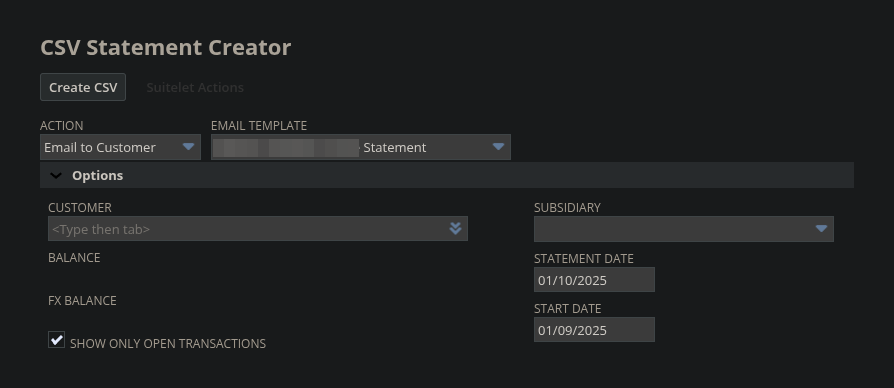 CSV Statement Creator
Create CSV Suitelet Actions
ACTION EMAIL TEMPLATE
Email to Customer Statement
Options
CUSTOMER SUBSIDIARY
<Type then tab>
BALANCE STATEMENT DATE
01/10/2025
FX BALANCE START DATE
01/09/2025
SHOW ONLY OPEN TRANSACTIONS